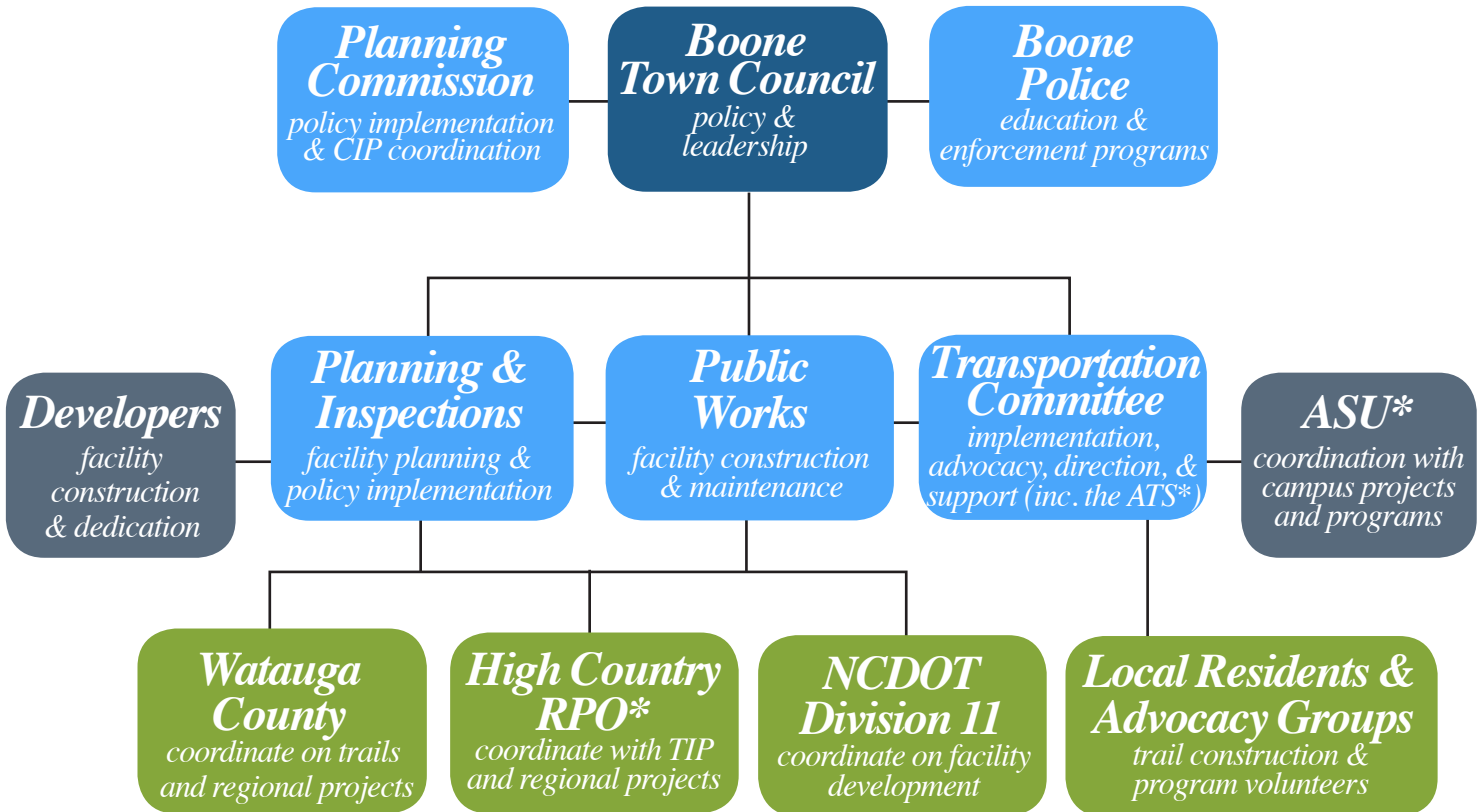 Planning
Commission
policy implementation
& CIP coordination
Boone
Town Council
policy &
leadership
Boone
Police
education &
enforcement programs
Developers
facility
construction
& dedication
Planning &
Inspections
facility planning &
policy implementation
Public
Works
facility construction
& maintenance
Transportation
Committee
implementation,
advocacy, direction, &
support (inc. the ATS*)
ASU*
coordination with
campus projects
and programs
Watauga
County
coordinate on trails
and regional projects
High Country
RPO*
coordinate with TIP
and regional projects
NCDOT
Division 11
coordinate on facility
development
Local Residents &
Advocacy Groups
trail construction &
program volunteers